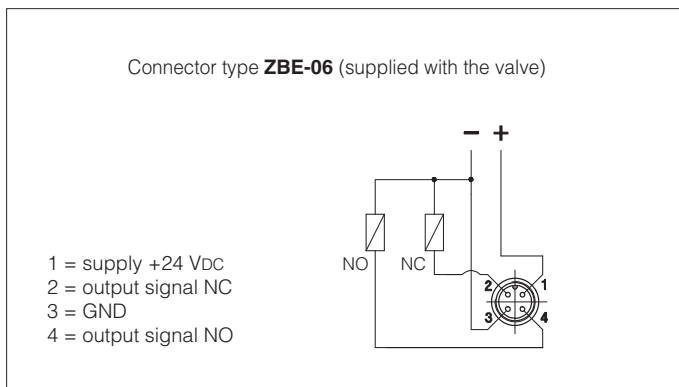 Connector type ZBE-06 (supplied with the valve)
− +
NO NC
2 1
3 4
1 = supply +24 VDC
2 = output signal NC
3 = GND
4 = output signal NO